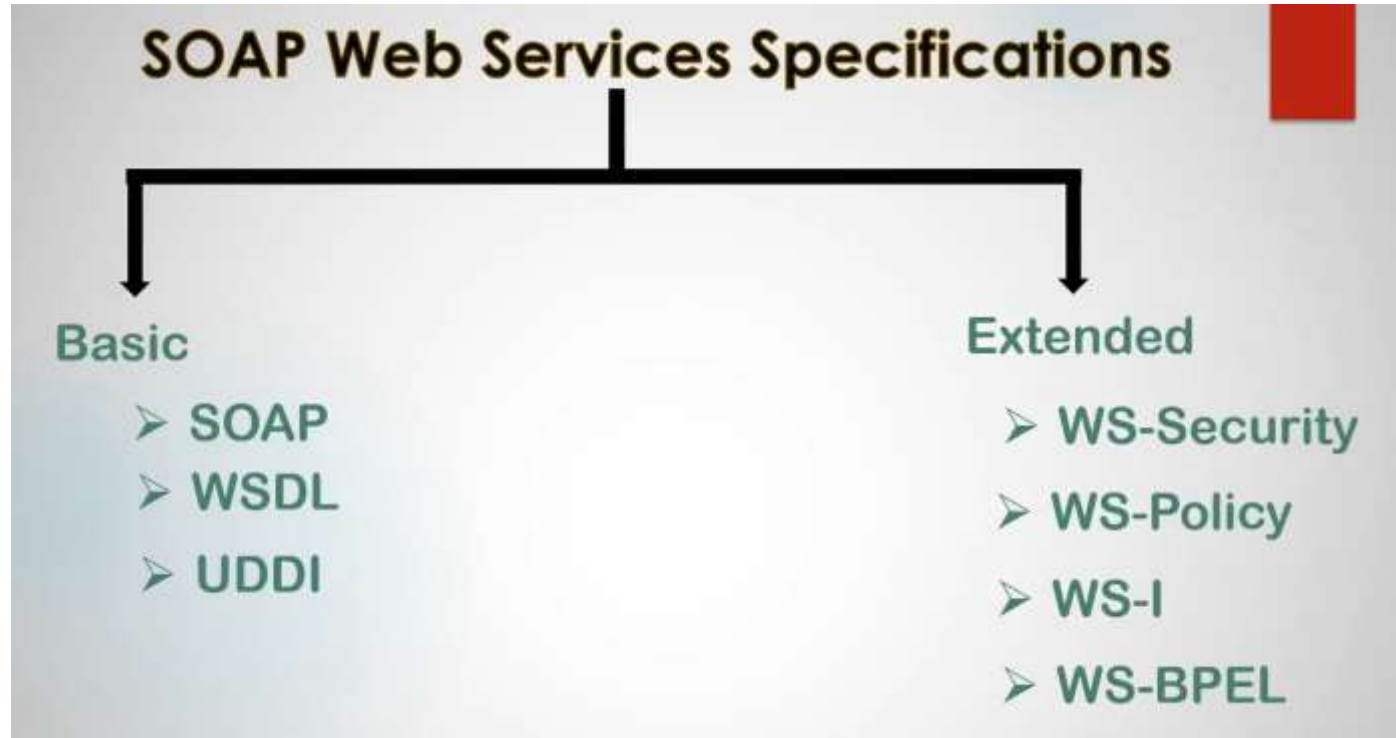 SOAP Web Services Specifications
Basic
SOAP
WSDL
UDDI
Extended
WS-Security
WS-Policy
WS-I
WS-BPEL